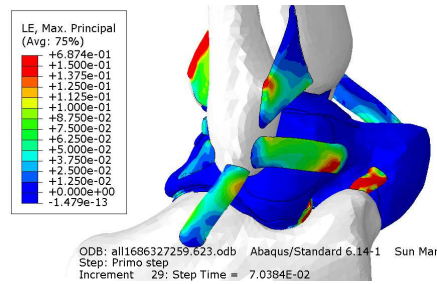 LE, Max. Principal
(Avg: 75%)
+6.874e-01
+1.500e-01
+1.375e-01
+1.250e-01
+1.125e-01
+1.000e-01
+8.750e-02
+7.500e-02
+6.250e-02
+5.000e-02
+3.750e-02
+2.500e-02
+1.250e-02
+0.000e+00
-1.479e-13
ODB: all1686327259.623.odb Abaqus/Standard 6.14-1 Sun Mar
Step: Primo step
Increment 29: Step Time = 7.0384E-02